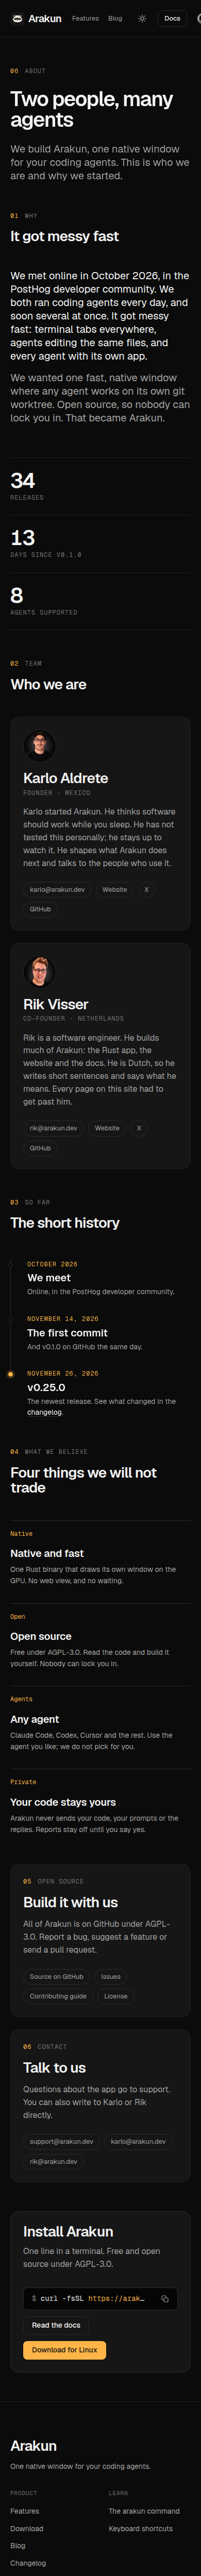 Arakun Features Blog Docs
06 ABOUT
Two people, many
agents
We build Arakun, one native window
for your coding agents. This is who we
are and why we started.
01 WHY
It got messy fast
We met online in October 2026, in the
PostHog developer community. We
both ran coding agents every day, and
soon several at once. It got messy
fast: terminal tabs everywhere,
agents editing the same files, and
every agent with its own app.
We wanted one fast, native window
where any agent works on its own git
worktree. Open source, so nobody can
lock you in. That became Arakun.
34
RELEASES
13
DAYS SINCE V0.1.0
8
AGENTS SUPPORTED
02 TEAM
Who we are
Karlo Aldrete
FOUNDER · MEXICO
Karlo started Arakun. He thinks software
should work while you sleep. He has not
tested this personally; he stays up to
watch it. He shapes what Arakun does
next and talks to the people who use it.
karlo@arakun.dev Website X
GitHub
Rik Visser
CO-FOUNDER · NETHERLANDS
Rik is a software engineer. He builds
much of Arakun: the Rust app, the
website and the docs. He is Dutch, so he
writes short sentences and says what he
means. Every page on this site had to
get past him.
rik@arakun.dev Website X
GitHub
03 SO FAR
The short history
OCTOBER 2026
We meet
Online, in the PostHog developer community.
NOVEMBER 14, 2026
The first commit
And v0.1.0 on GitHub the same day.
NOVEMBER 26, 2026
v0.25.0
The newest release. See what changed in the
changelog.
04 WHAT WE BELIEVE
Four things we will not
trade
Native
Native and fast
One Rust binary that draws its own window on the
GPU. No web view, and no waiting.
Open
Open source
Free under AGPL-3.0. Read the code and build it
yourself. Nobody can lock you in.
Agents
Any agent
Claude Code, Codex, Cursor and the rest. Use the
agent you like; we do not pick for you.
Private
Your code stays yours
Arakun never sends your code, your prompts or the
replies. Reports stay off until you say yes.
05 OPEN SOURCE
Build it with us
All of Arakun is on GitHub under AGPL-
3.0. Report a bug, suggest a feature or
send a pull request.
Source on GitHub Issues
Contributing guide License
06 CONTACT
Talk to us
Questions about the app go to support.
You can also write to Karlo or Rik
directly.
support@arakun.dev karlo@arakun.dev
rik@arakun.dev
Install Arakun
One line in a terminal. Free and open
source under AGPL-3.0.
$ curl -fsSL https://arak…
Read the docs
Download for Linux
Arakun
One native window for your coding agents.
PRODUCT LEARN
Features The arakun command
Download Keyboard shortcuts
Blog
Changelog